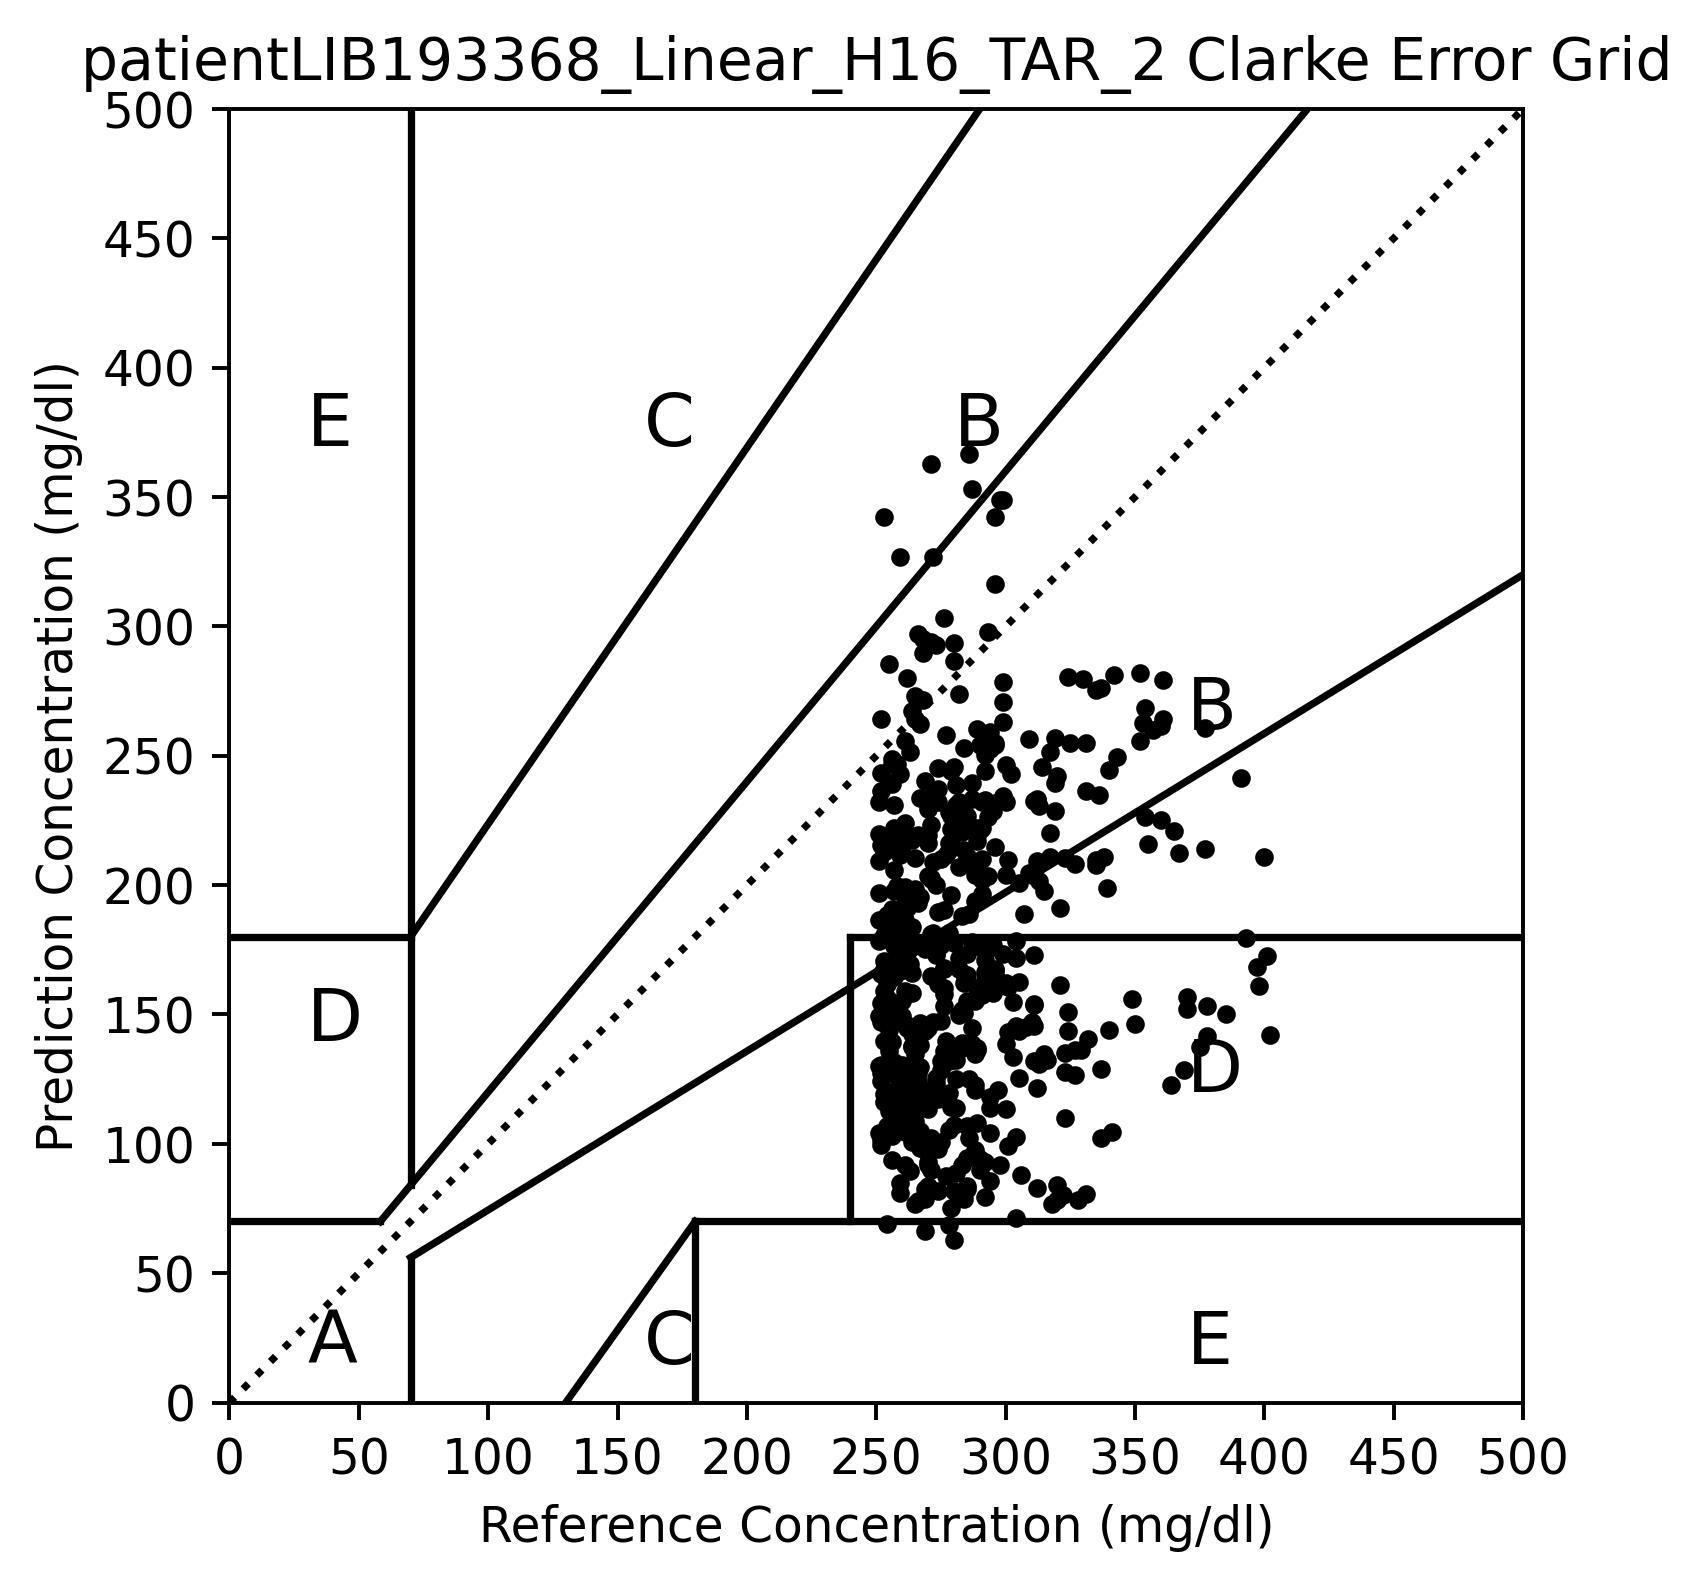 patientLIB193368_Linear_H16_TAR_2 Clarke Error Grid
500
450
400
350
300
250
200
150
100
50
0
Prediction Concentration (mg/dl)
E
C
B
B
D
D
A
C
E
0 50 100 150 200 250 300 350 400 450 500
Reference Concentration (mg/dl)